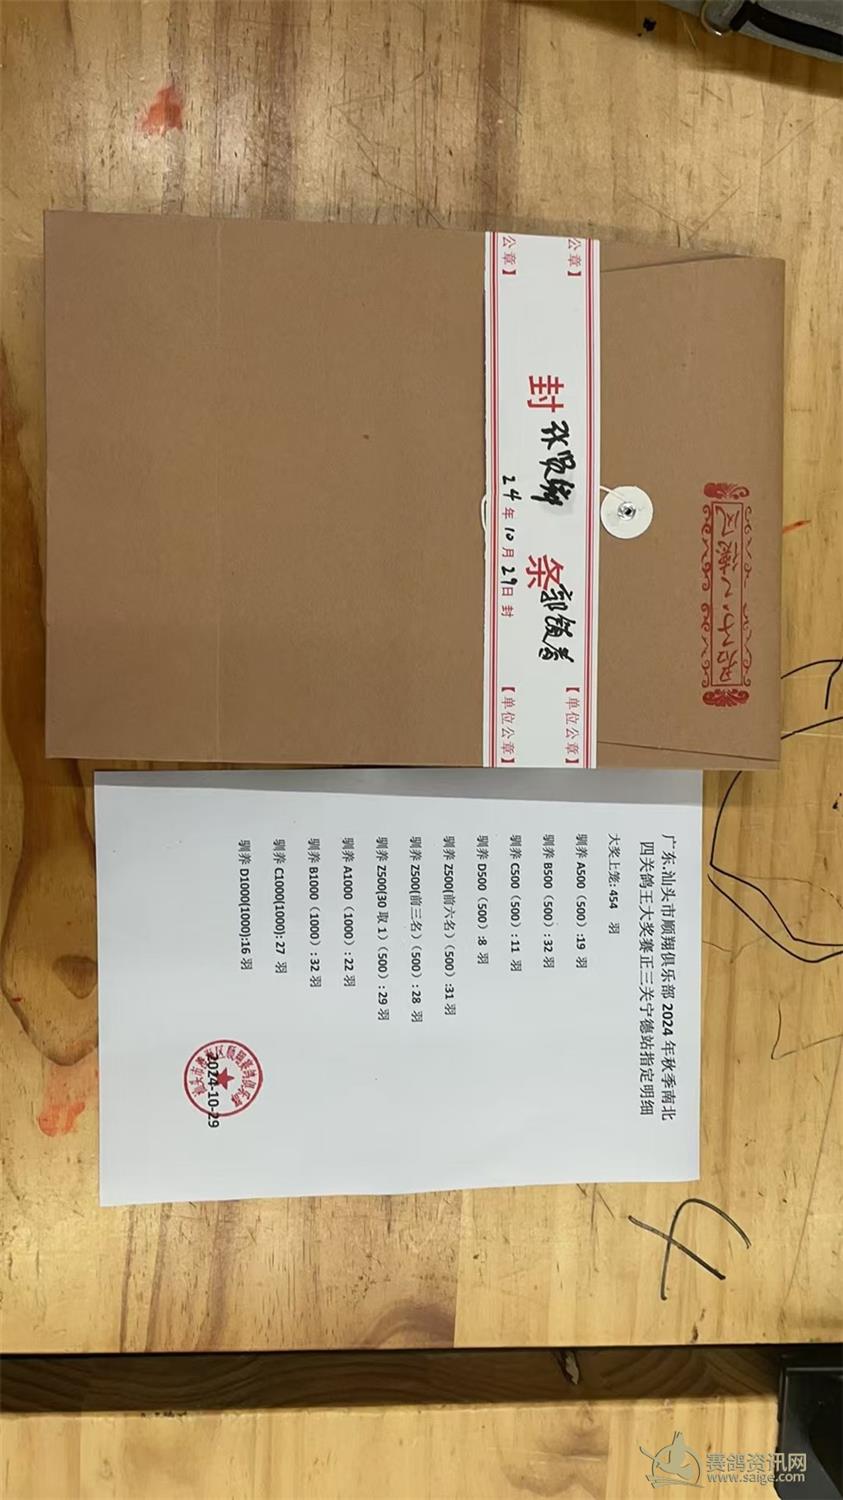 公章】
公章】
封 条
张贤
郭
24年10月29日 封
【单位公章】
【单位公章】
广东.汕头市顺翔俱乐部 2024 年秋季南北
四关鸽王大奖赛正三关宁德站指定明细
大奖上笼: 454 羽
驯养 A500（500）:19 羽
驯养 B500（500）: 32 羽
驯养 C500（500）: 11 羽
驯养 D500（500）:8 羽
驯养 Z500(前六名)（500）:31 羽
驯养 Z500(前三名)（500）: 28 羽
驯养 Z500(30 取 1)（500）: 29 羽
驯养 A1000（1000）: 22 羽
驯养 B1000（1000）: 32 羽
驯养 C1000(1000): 27 羽
驯养 D1000(1000):16 羽
2024-10-29
赛鸽资讯网
www.saige.com